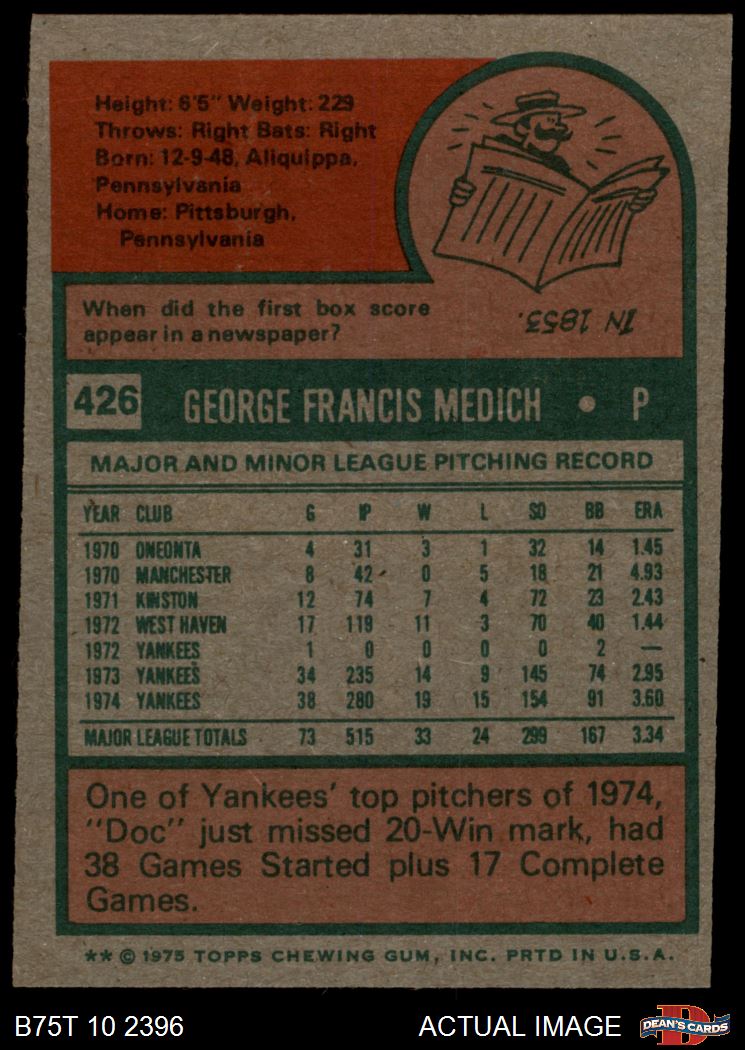 Height: 6'5" Weight: 229
Throws: Right Bats: Right
Born: 12-9-48, Aliquippa,
Pennsylvania
Home: Pittsburgh,
Pennsylvania
When did the first box score
appear in a newspaper?
IN 1853.
426 GEORGE FRANCIS MEDICH • P
MAJOR AND MINOR LEAGUE PITCHING RECORD
YEAR CLUB G IP W L SO BB ERA
1970 ONEONTA 4 31 3 1 32 14 1.45
1970 MANCHESTER 8 42 0 5 18 21 4.93
1971 KINSTON 12 74 7 4 72 23 2.43
1972 WEST HAVEN 17 119 11 3 70 40 1.44
1972 YANKEES 1 0 0 0 0 2 —
1973 YANKEES 34 235 14 9 145 74 2.95
1974 YANKEES 38 280 19 15 154 91 3.60
MAJOR LEAGUE TOTALS 73 515 33 24 299 167 3.34
One of Yankees' top pitchers of 1974,
"Doc" just missed 20-Win mark, had
38 Games Started plus 17 Complete
Games.
** © 1975 TOPPS CHEWING GUM, INC. PRTD IN U.S.A.
B75T 10 2396 ACTUAL IMAGE D DEAN'S CARDS